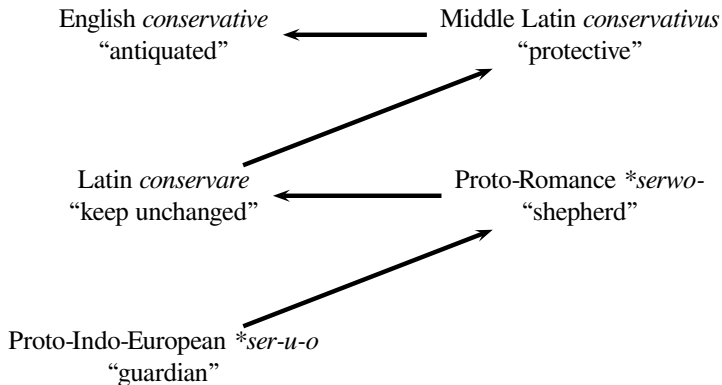 English conservative
“antiquated”
Middle Latin conservativus
“protective”
Latin conservare
“keep unchanged”
Proto-Romance *serwo-
“shepherd”
Proto-Indo-European *ser-u-o
“guardian”